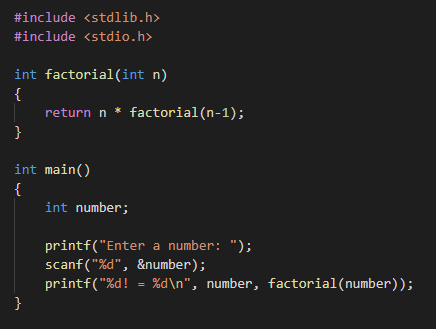 #include <stdlib.h>
#include <stdio.h>

int factorial(int n)
{
    return n * factorial(n-1);
}

int main()
{
    int number;

    printf("Enter a number: ");
    scanf("%d", &number);
    printf("%d! = %d\n", number, factorial(number));
}